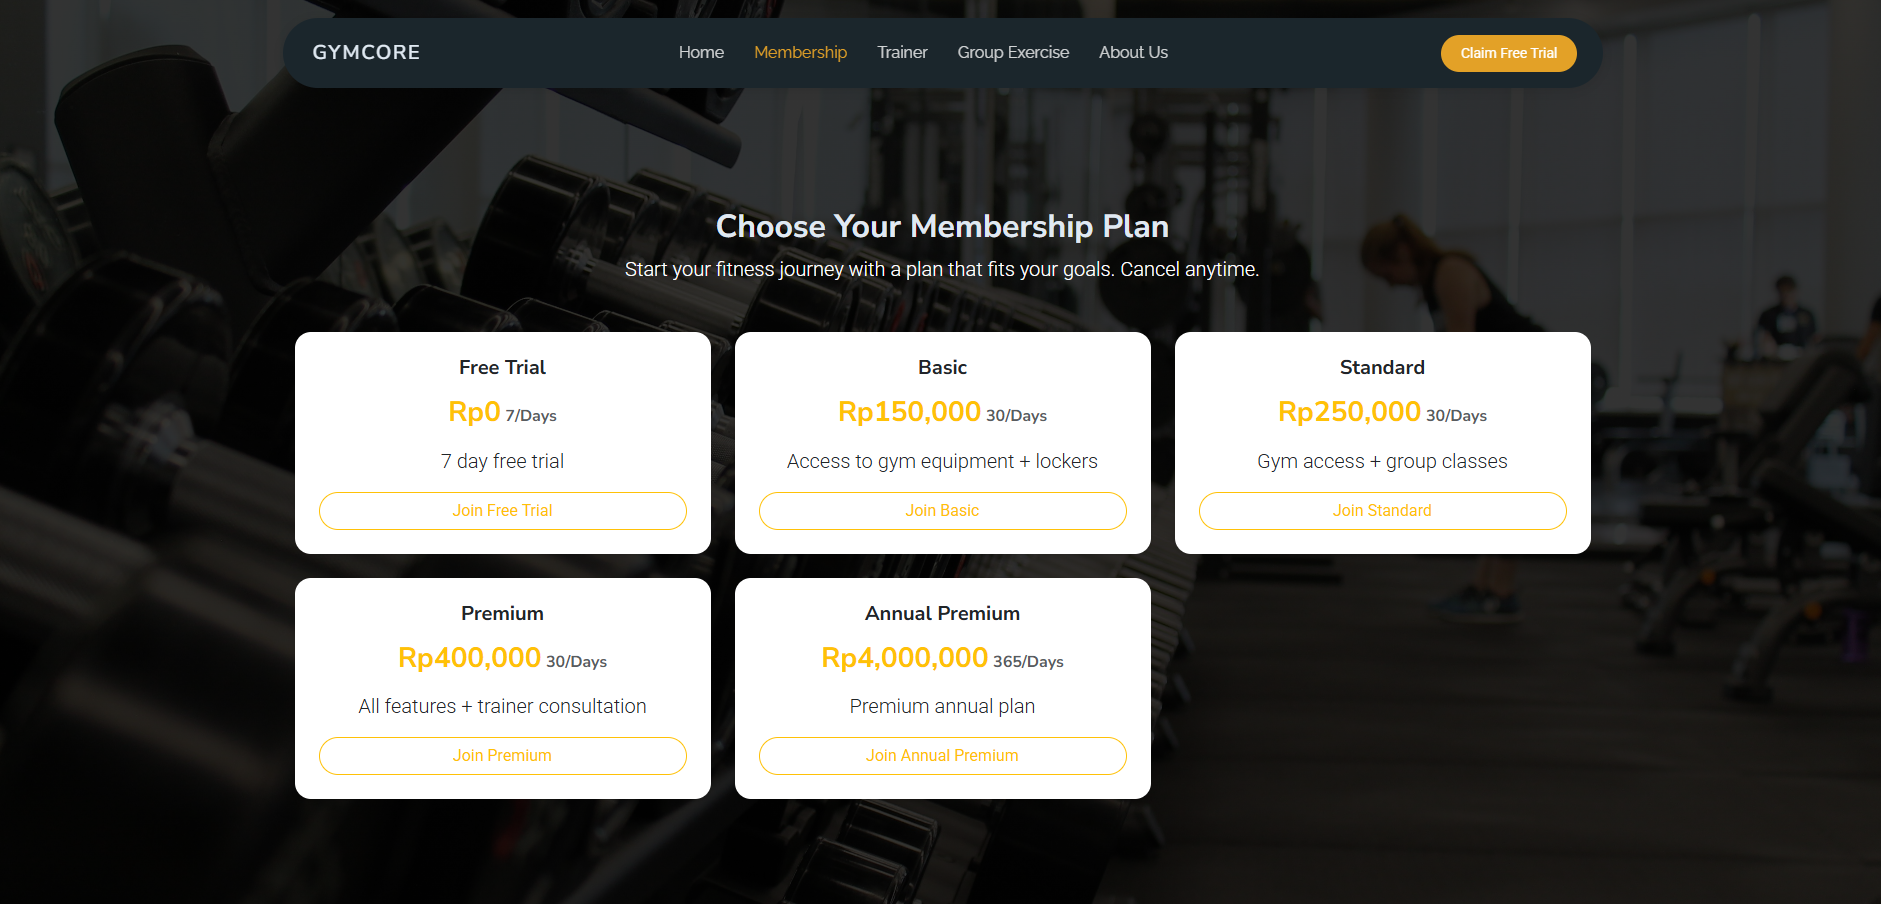 GYMCORE
Home Membership Trainer Group Exercise About Us
Claim Free Trial
Choose Your Membership Plan
Start your fitness journey with a plan that fits your goals. Cancel anytime.
Free Trial
Rp0 7/Days
7 day free trial
Join Free Trial
Basic
Rp150,000 30/Days
Access to gym equipment + lockers
Join Basic
Standard
Rp250,000 30/Days
Gym access + group classes
Join Standard
Premium
Rp400,000 30/Days
All features + trainer consultation
Join Premium
Annual Premium
Rp4,000,000 365/Days
Premium annual plan
Join Annual Premium